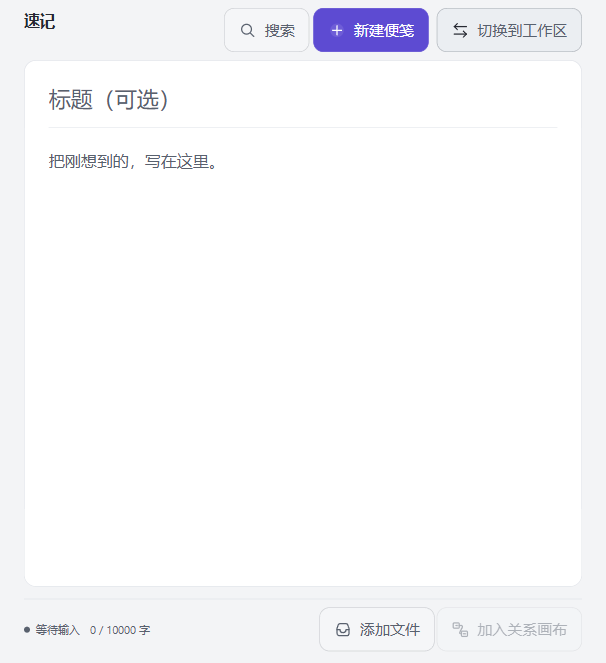 速记
搜索
新建便笺
切换到工作区
标题（可选）
把刚想到的，写在这里。
等待输入 0 / 10000 字
添加文件
加入关系画布